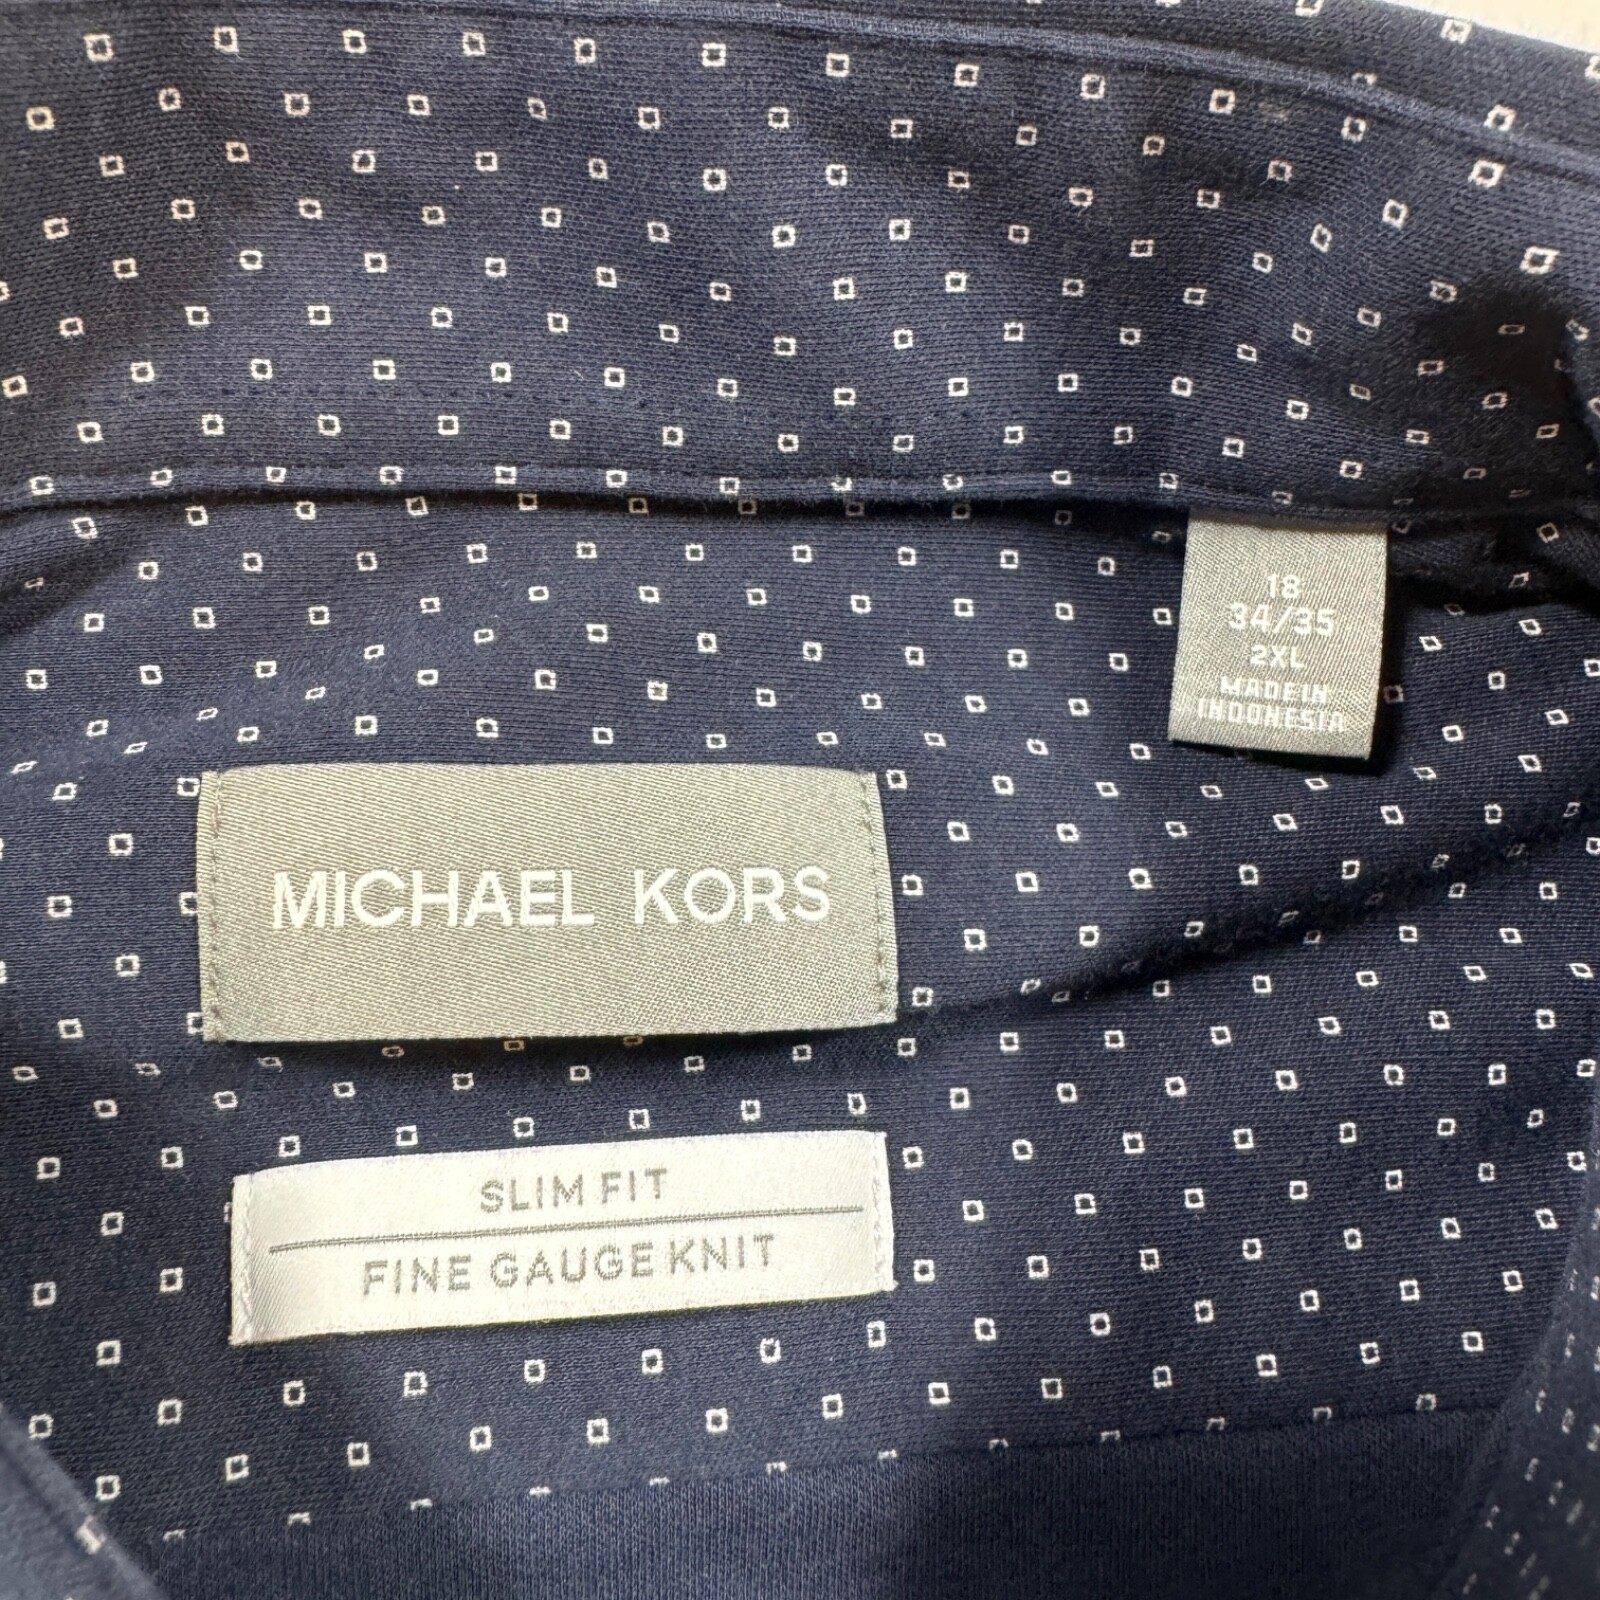 18
34/35
2XL
MADE IN
INDONESIA
MICHAEL KORS
SLIM FIT
FINE GAUGE KNIT